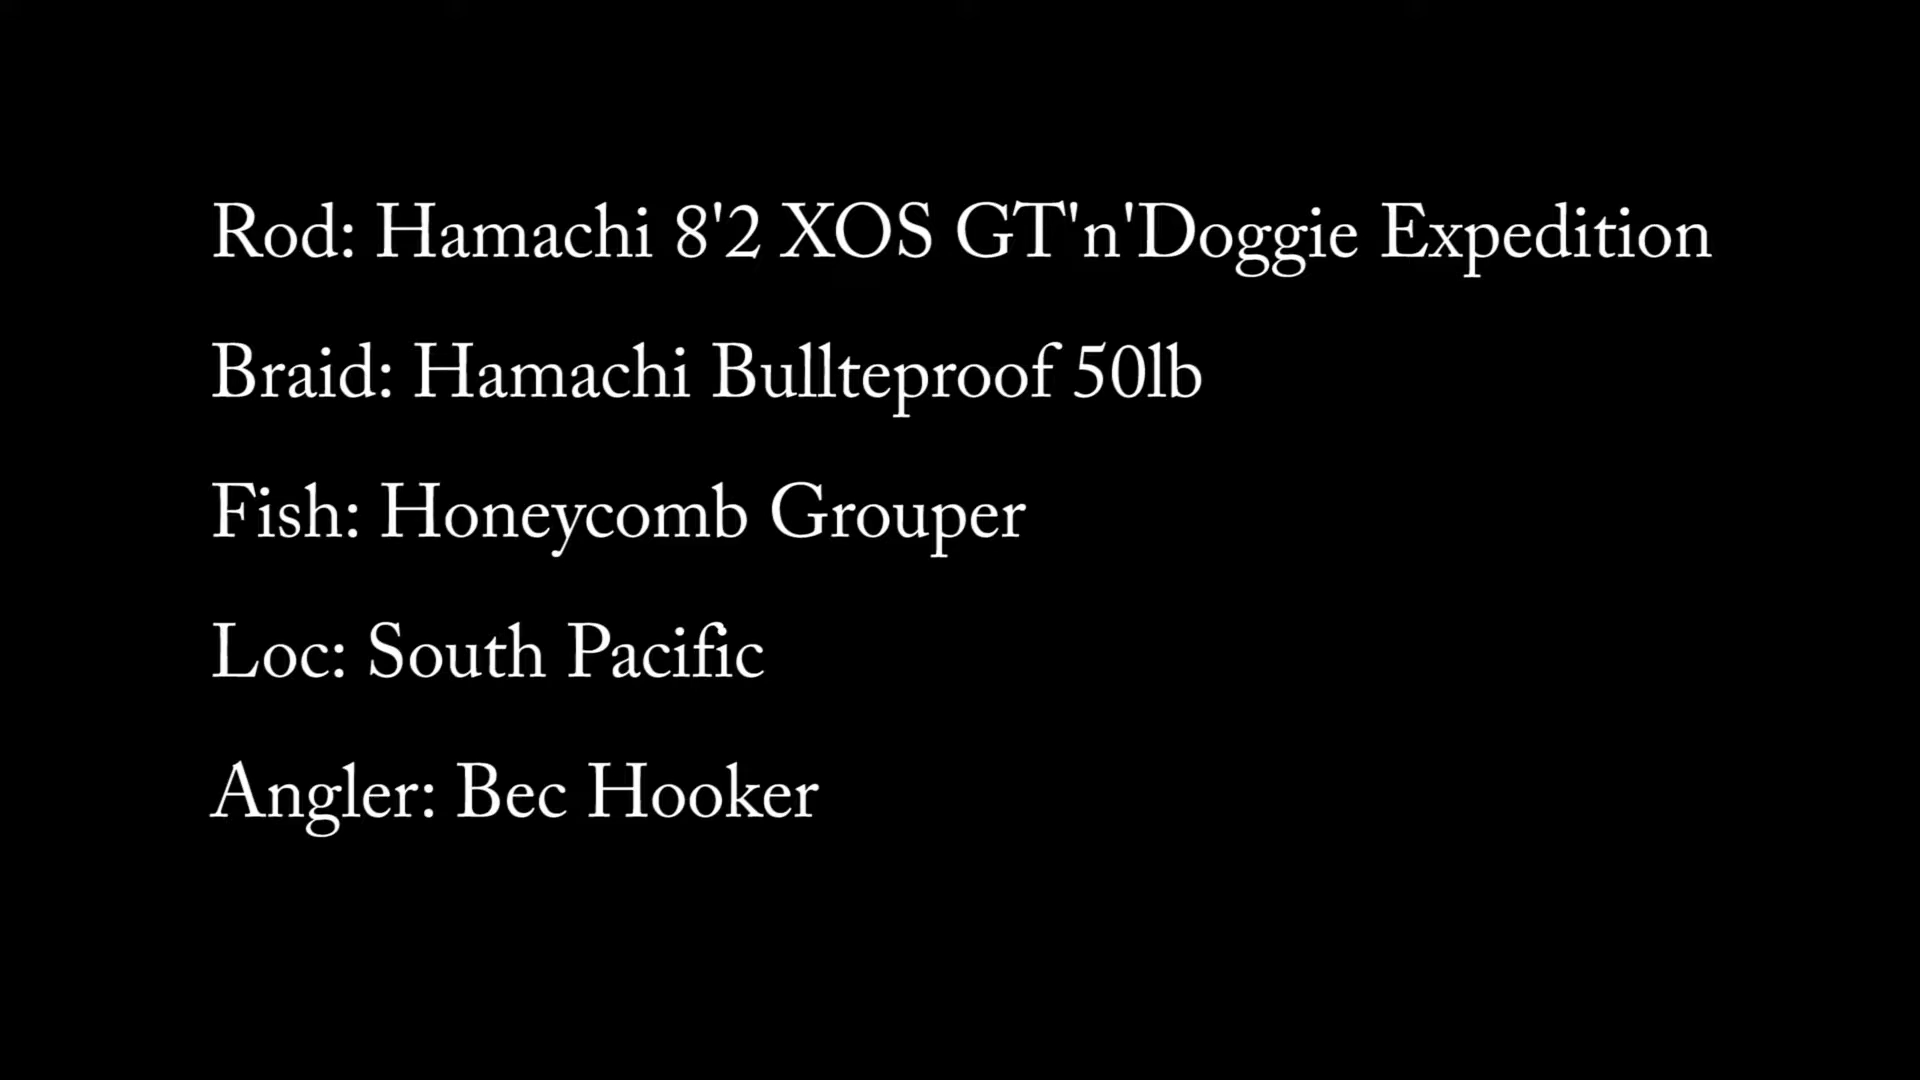 Rod: Hamachi 8'2 XOS GT'n'Doggie Expedition
Braid: Hamachi Bullteproof 50lb
Fish: Honeycomb Grouper
Loc: South Pacific
Angler: Bec Hooker